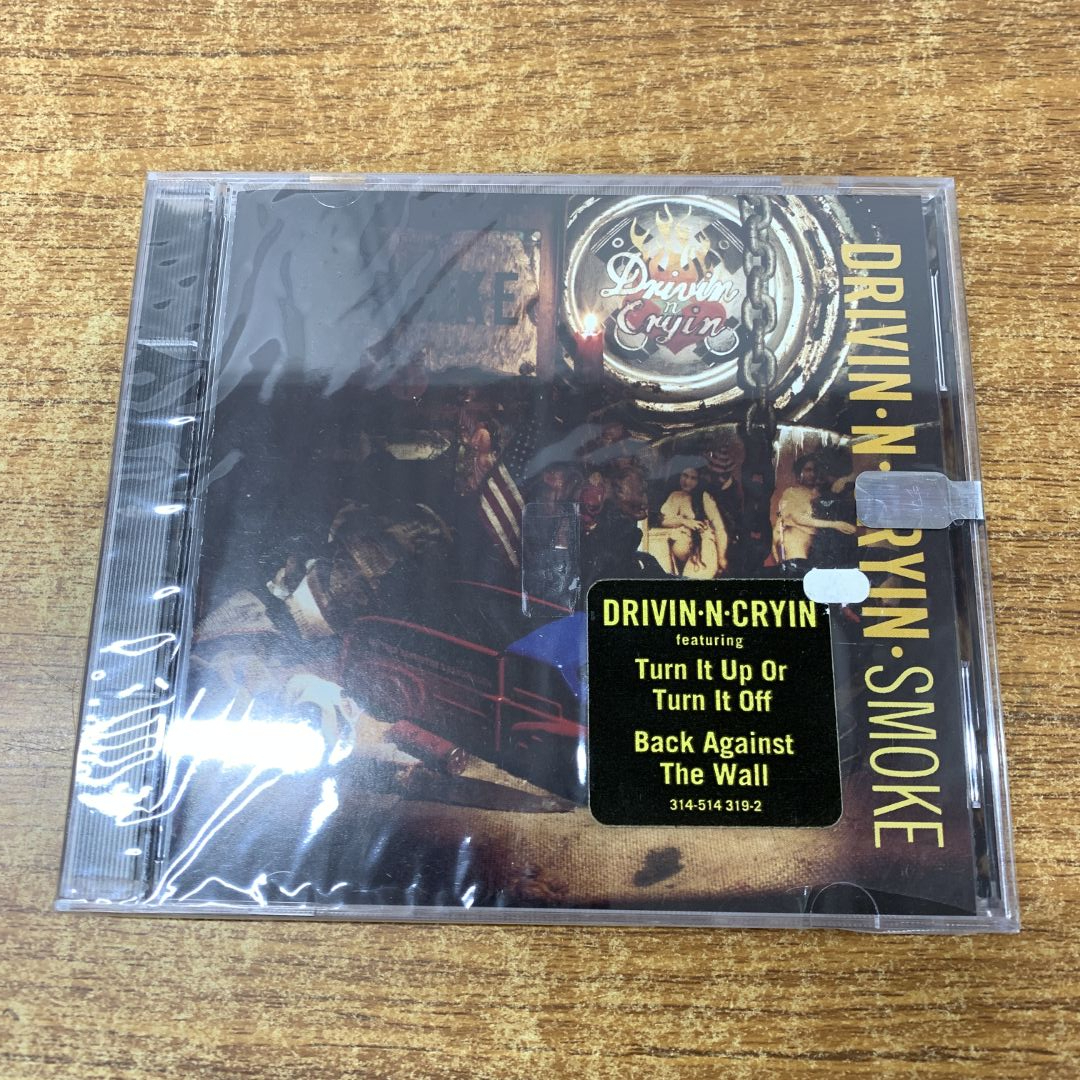 Drivin
n
Cryin
DRIVIN·N·CRYIN·SMOKE
DRIVIN·N·CRYIN
featuring
Turn It Up Or
Turn It Off
Back Against
The Wall
314-514 319-2